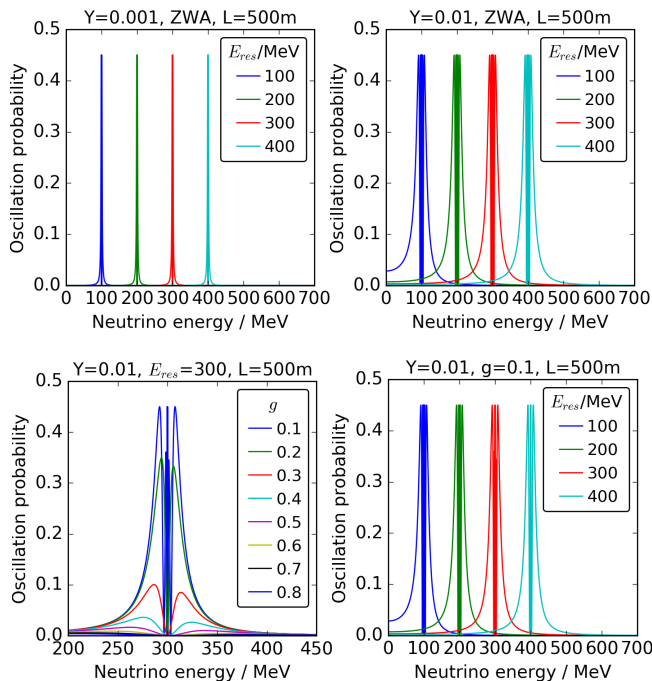 Y=0.001, ZWA, L=500m
Oscillation probability
0.5
0.4
0.3
0.2
0.1
0.0
E_res/MeV
100
200
300
400
0 100 200 300 400 500 600 700
Neutrino energy / MeV
Y=0.01, ZWA, L=500m
Oscillation probability
0.5
0.4
0.3
0.2
0.1
0.0
E_res/MeV
100
200
300
400
0 100 200 300 400 500 600 700
Neutrino energy / MeV
Y=0.01, E_res=300, L=500m
Oscillation probability
0.5
0.4
0.3
0.2
0.1
0.0
g
0.1
0.2
0.3
0.4
0.5
0.6
0.7
0.8
200 250 300 350 400 450
Neutrino energy / MeV
Y=0.01, g=0.1, L=500m
Oscillation probability
0.5
0.4
0.3
0.2
0.1
0.0
E_res/MeV
100
200
300
400
0 100 200 300 400 500 600 700
Neutrino energy / MeV